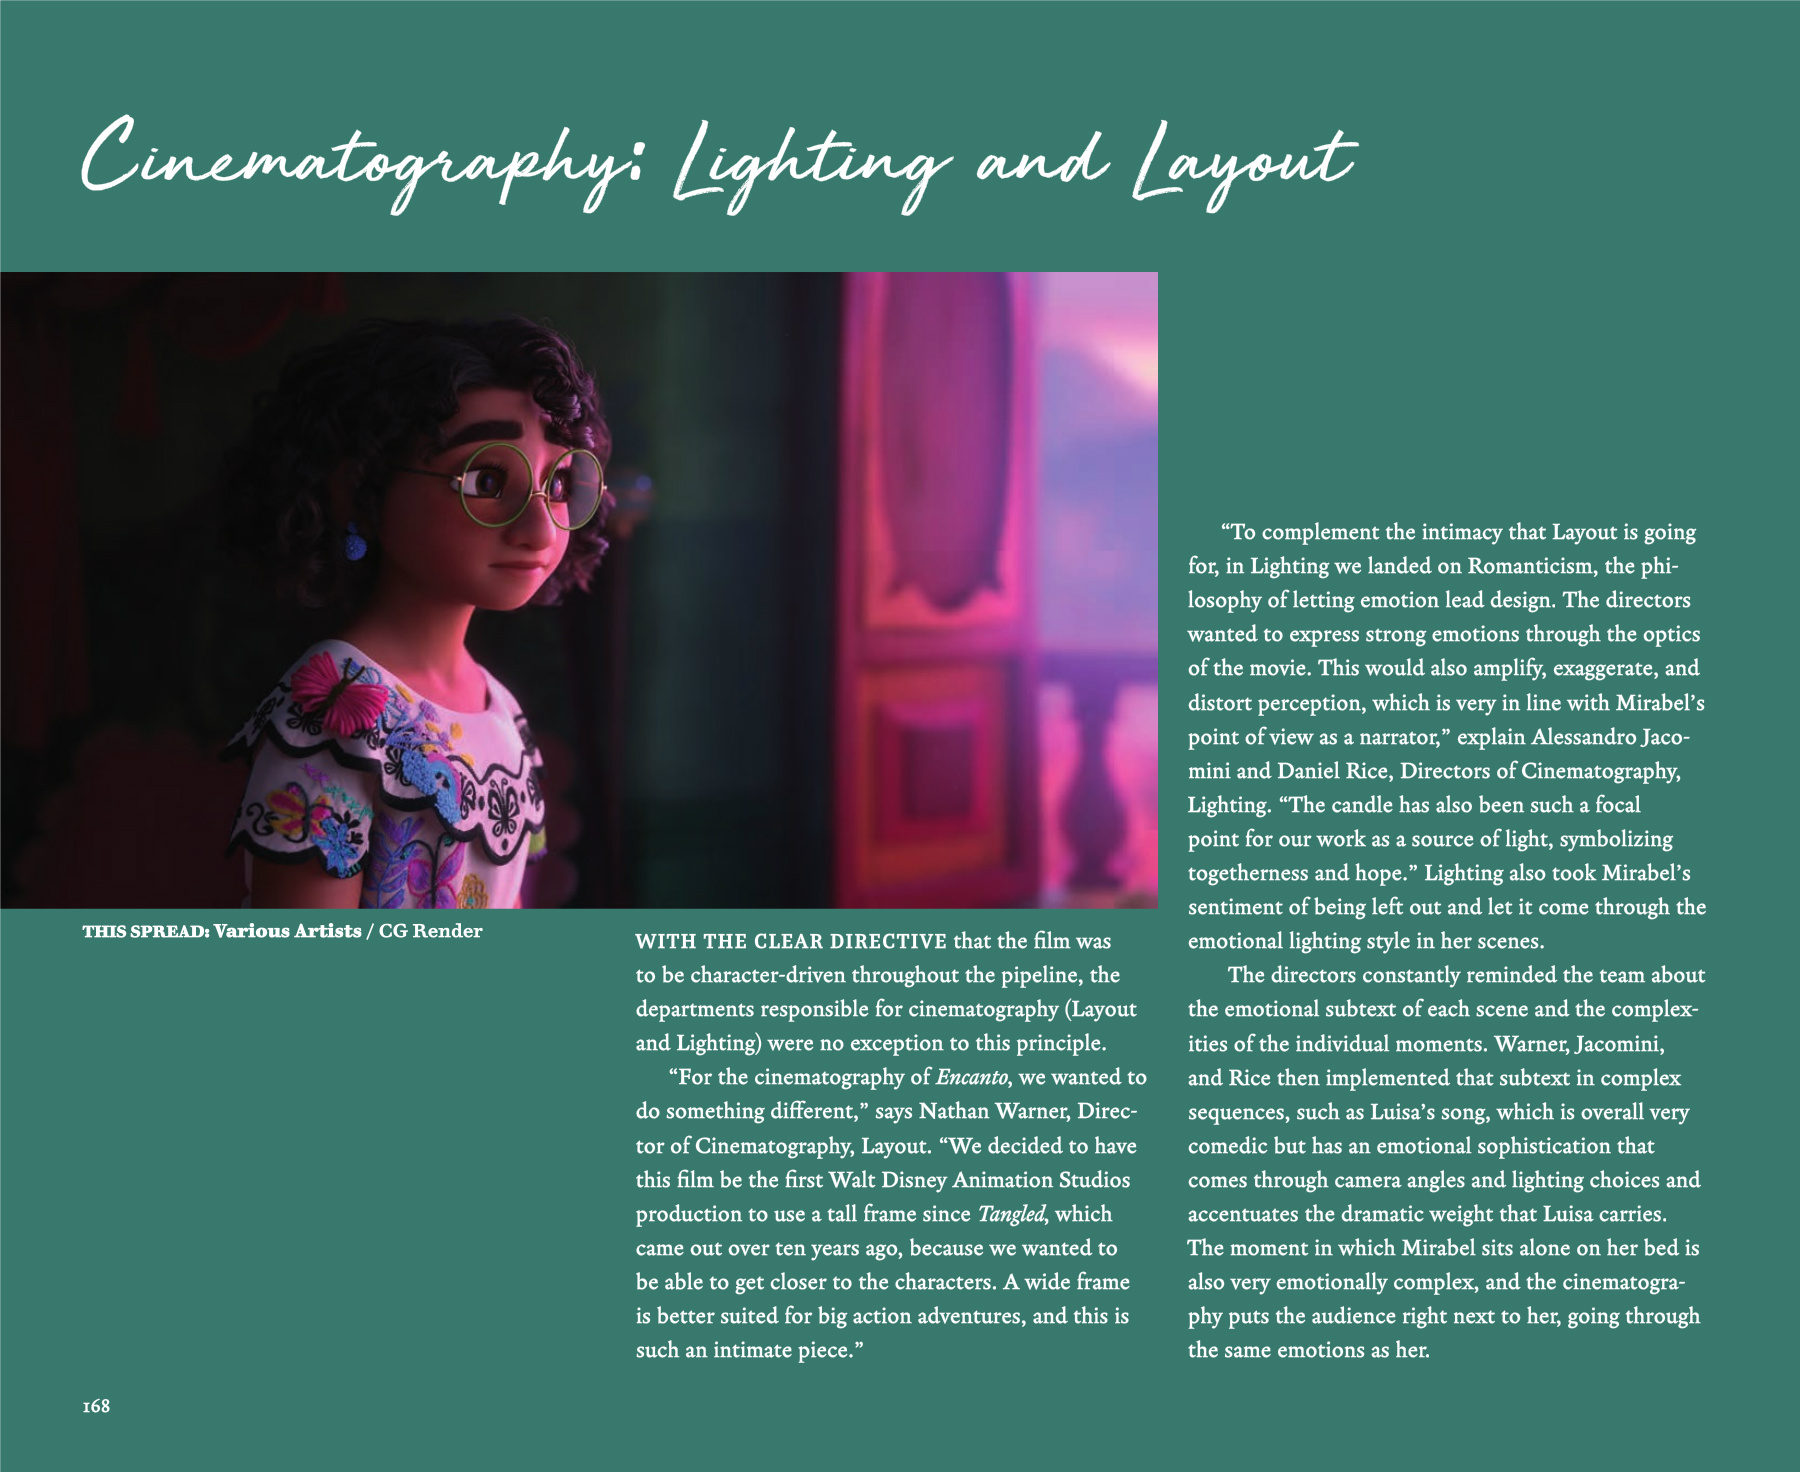 Cinematography: Lighting and Layout
THIS SPREAD: Various Artists / CG Render
WITH THE CLEAR DIRECTIVE that the film was
to be character-driven throughout the pipeline, the
departments responsible for cinematography (Layout
and Lighting) were no exception to this principle.
“For the cinematography of Encanto, we wanted to
do something different,” says Nathan Warner, Direc-
tor of Cinematography, Layout. “We decided to have
this film be the first Walt Disney Animation Studios
production to use a tall frame since Tangled, which
came out over ten years ago, because we wanted to
be able to get closer to the characters. A wide frame
is better suited for big action adventures, and this is
such an intimate piece.”
“To complement the intimacy that Layout is going
for, in Lighting we landed on Romanticism, the phi-
losophy of letting emotion lead design. The directors
wanted to express strong emotions through the optics
of the movie. This would also amplify, exaggerate, and
distort perception, which is very in line with Mirabel’s
point of view as a narrator,” explain Alessandro Jaco-
mini and Daniel Rice, Directors of Cinematography,
Lighting. “The candle has also been such a focal
point for our work as a source of light, symbolizing
togetherness and hope.” Lighting also took Mirabel’s
sentiment of being left out and let it come through the
emotional lighting style in her scenes.
The directors constantly reminded the team about
the emotional subtext of each scene and the complex-
ities of the individual moments. Warner, Jacomini,
and Rice then implemented that subtext in complex
sequences, such as Luisa’s song, which is overall very
comedic but has an emotional sophistication that
comes through camera angles and lighting choices and
accentuates the dramatic weight that Luisa carries.
The moment in which Mirabel sits alone on her bed is
also very emotionally complex, and the cinematogra-
phy puts the audience right next to her, going through
the same emotions as her.
168